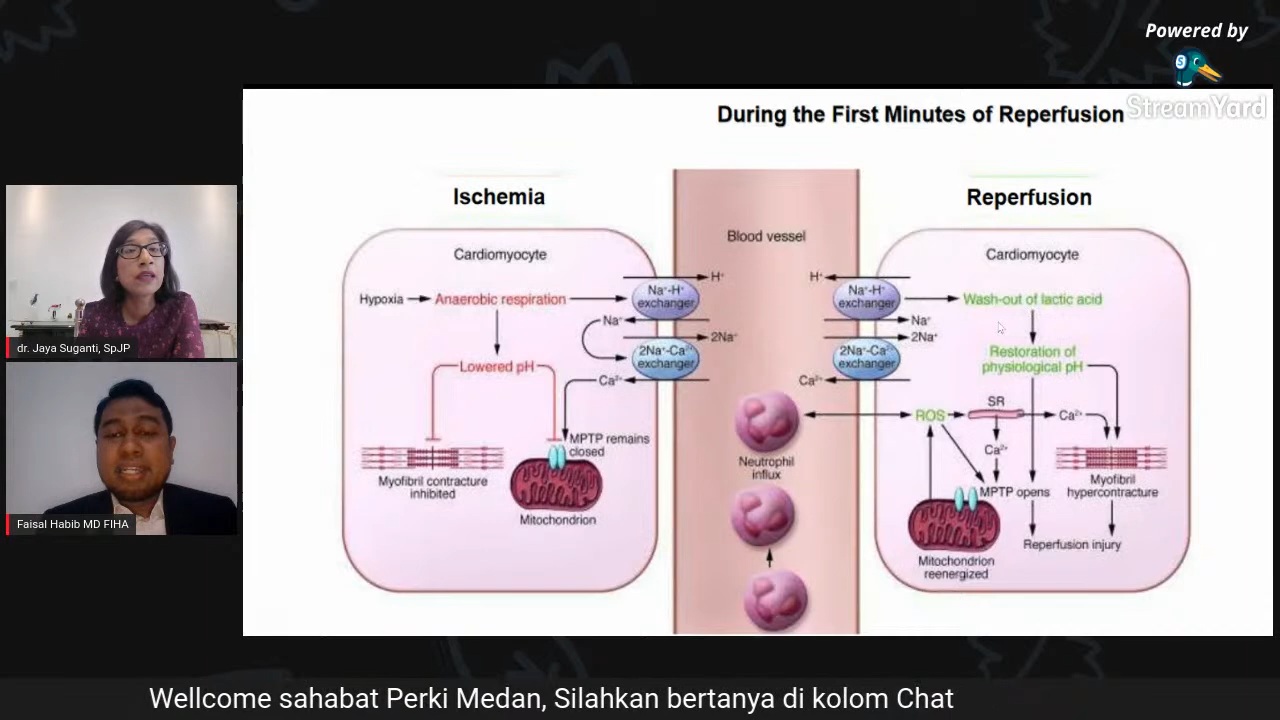 Powered by
StreamYard
During the First Minutes of Reperfusion
Ischemia
Cardiomyocyte
Hypoxia
Anaerobic respiration
Na⁺-H⁺
exchanger
H⁺
Na⁺
2Na⁺
2Na⁺-Ca²⁺
exchanger
Ca²⁺
Lowered pH
MPTP remains
closed
Myofibril contracture
inhibited
Mitochondrion
Blood vessel
Neutrophil
influx
Reperfusion
Cardiomyocyte
H⁺
Na⁺-H⁺
exchanger
Wash-out of lactic acid
Na⁺
2Na⁺
2Na⁺-Ca²⁺
exchanger
Ca²⁺
Restoration of
physiological pH
ROS
SR
Ca²⁺
Ca²⁺
MPTP opens
Myofibril
hypercontracture
Reperfusion injury
Mitochondrion
reenergized
dr. Jaya Suganti, SpJP
Faisal Habib MD FIHA
Wellcome sahabat Perki Medan, Silahkan bertanya di kolom Chat